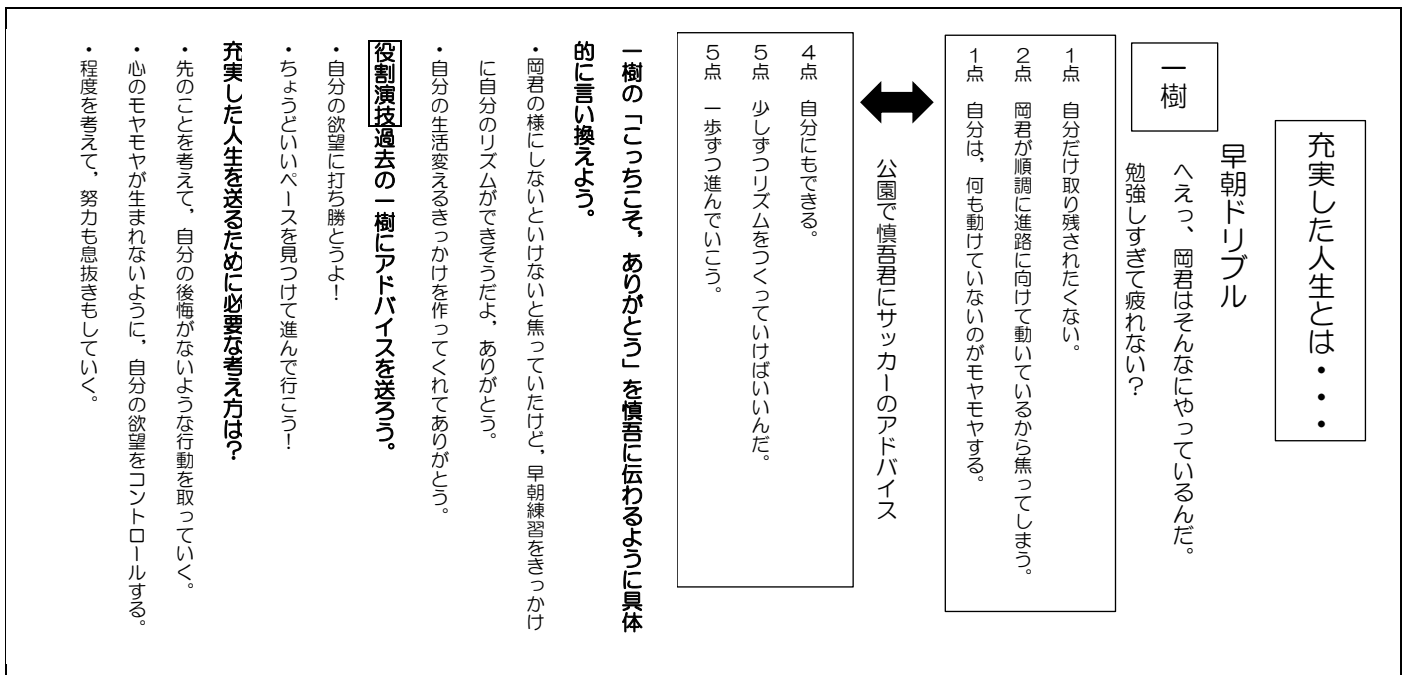 充実した人生とは・・・
早朝ドリブル
一樹
へえっ、岡君はそんなにやっているんだ。
勉強しすぎて疲れない？
１点　自分だけ取り残されたくない。
２点　岡君が順調に進路に向けて動いているから焦ってしまう。
１点　自分は，何も動けていないのがモヤモヤする。
公園で慎吾君にサッカーのアドバイス
４点　自分にもできる。
５点　少しずつリズムをつくっていけばいいんだ。
５点　一歩ずつ進んでいこう。
一樹の「こっちこそ，ありがとう」を慎吾に伝わるように具体
的に言い換えよう。
・岡君の様にしないといけないと焦っていたけど，早朝練習をきっかけ
に自分のリズムができそうだよ，ありがとう。
・自分の生活変えるきっかけを作ってくれてありがとう。
役割演技過去の一樹にアドバイスを送ろう。
・自分の欲望に打ち勝とうよ！
・ちょうどいいペースを見つけて進んで行こう！
充実した人生を送るために必要な考え方は？
・先のことを考えて，自分の後悔がないような行動を取っていく。
・心のモヤモヤが生まれないように，自分の欲望をコントロールする。
・程度を考えて，努力も息抜きもしていく。